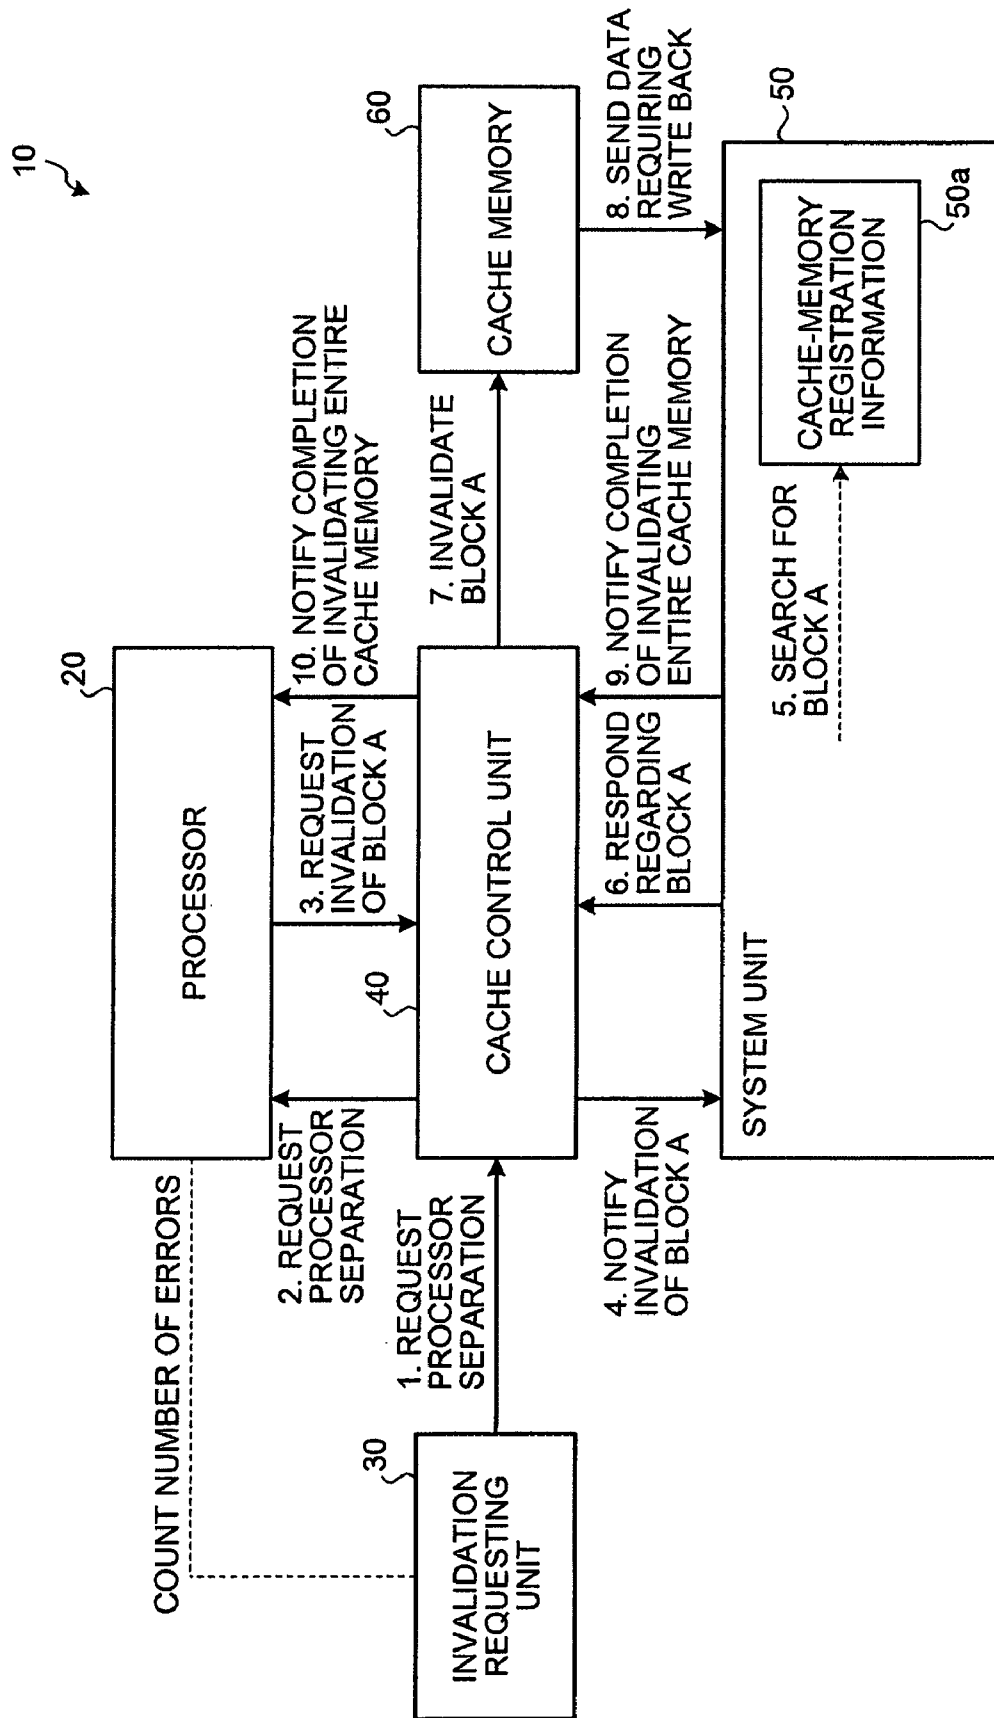 10
COUNT NUMBER OF ERRORS
20
PROCESSOR
30
INVALIDATION
REQUESTING
UNIT
1. REQUEST
PROCESSOR
SEPARATION
2. REQUEST
PROCESSOR
SEPARATION
3. REQUEST
INVALIDATION
OF BLOCK A
10. NOTIFY COMPLETION
OF INVALIDATING ENTIRE
CACHE MEMORY
40
CACHE CONTROL UNIT
7. INVALIDATE
BLOCK A
60
CACHE MEMORY
4. NOTIFY
INVALIDATION
OF BLOCK A
6. RESPOND
REGARDING
BLOCK A
9. NOTIFY COMPLETION
OF INVALIDATING
ENTIRE CACHE MEMORY
8. SEND DATA
REQUIRING
WRITE BACK
50
SYSTEM UNIT
5. SEARCH FOR
BLOCK A
CACHE-MEMORY
REGISTRATION
INFORMATION
50a